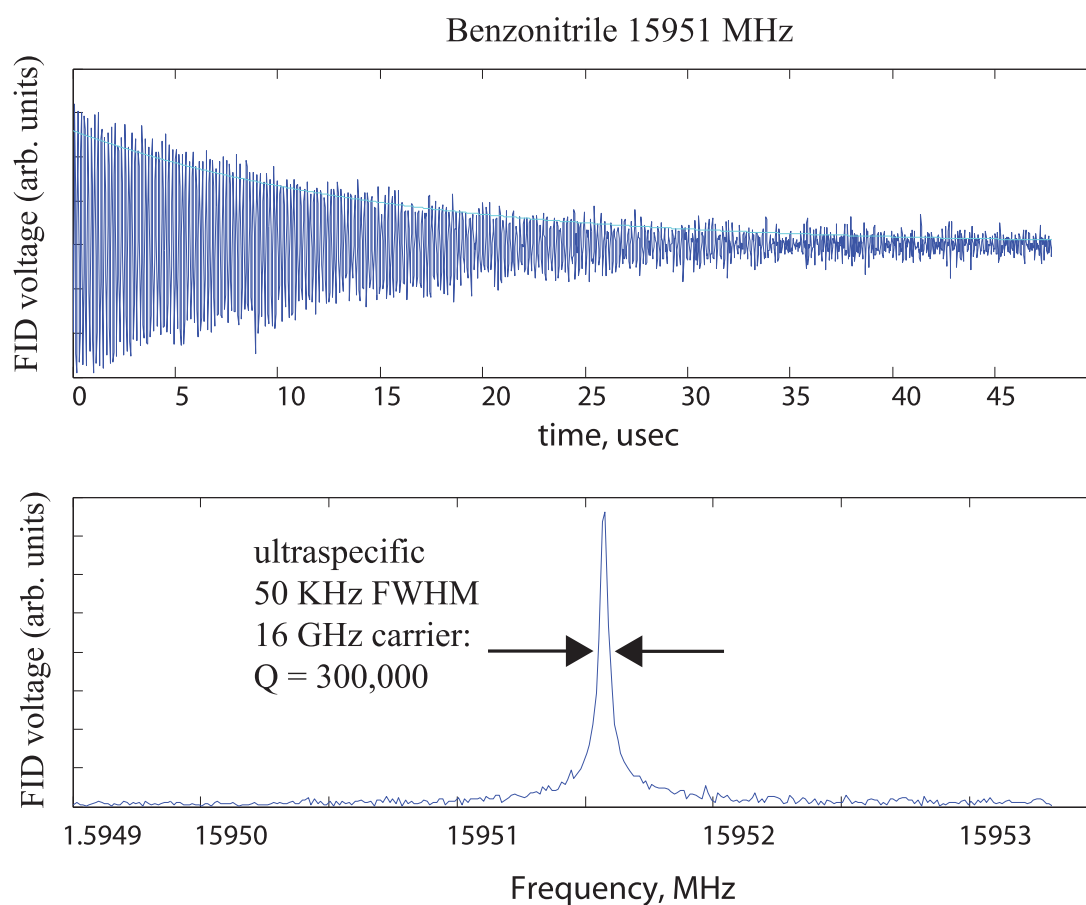 Benzonitrile 15951 MHz
FID voltage (arb. units)
0 5 10 15 20 25 30 35 40 45
time, usec
FID voltage (arb. units)
ultraspecific
50 KHz FWHM
16 GHz carrier:
Q = 300,000
1.5949 15950 15951 15952 15953
Frequency, MHz